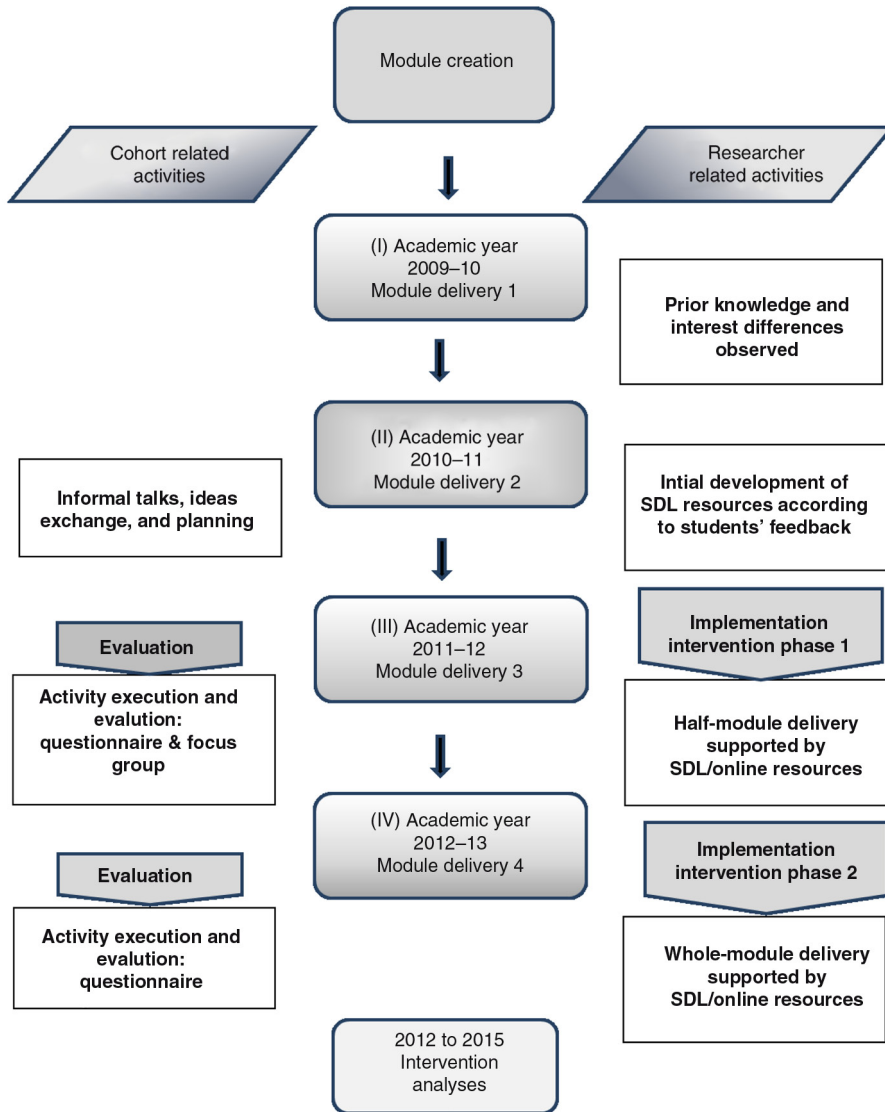 Module creation
Cohort related
activities
Researcher
related activities
(I) Academic year
2009–10
Module delivery 1
Prior knowledge and
interest differences
observed
(II) Academic year
2010–11
Module delivery 2
Informal talks, ideas
exchange, and planning
Intial development of
SDL resources according
to students’ feedback
(III) Academic year
2011–12
Module delivery 3
Evaluation
Activity execution and
evalution:
questionnaire & focus
group
Implementation
intervention phase 1
Half-module delivery
supported by
SDL/online resources
(IV) Academic year
2012–13
Module delivery 4
Evaluation
Activity execution and
evalution:
questionnaire
Implementation
intervention phase 2
Whole-module delivery
supported by
SDL/online resources
2012 to 2015
Intervention
analyses